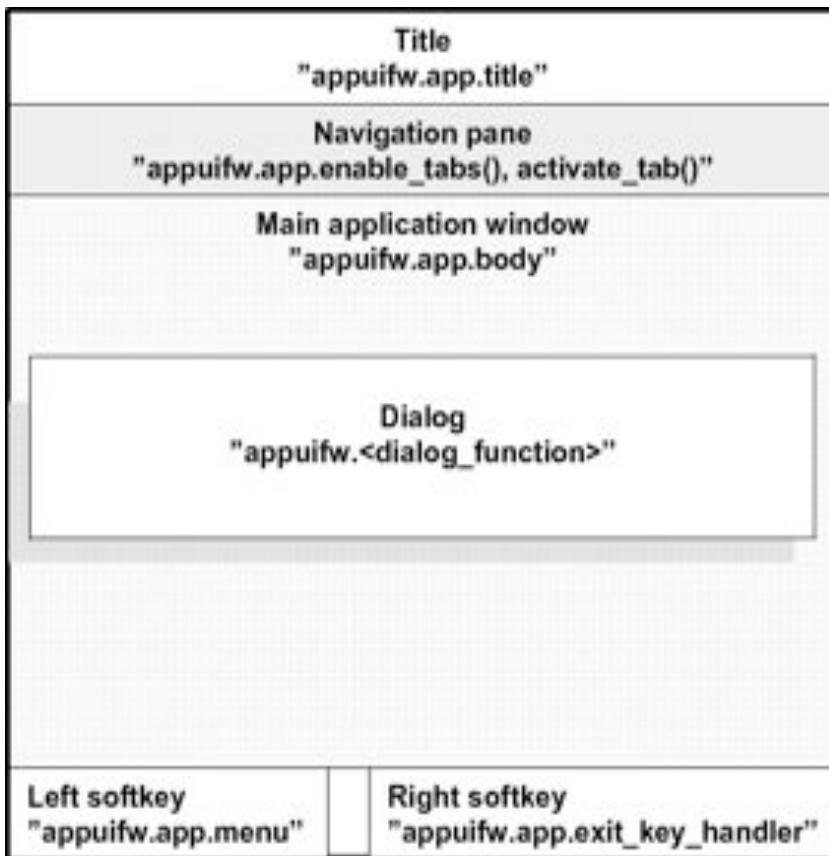 Title
”appuifw.app.title”
Navigation pane
”appuifw.app.enable_tabs(), activate_tab()”
Main application window
”appuifw.app.body”
Dialog
”appuifw.<dialog_function>”
Left softkey
”appuifw.app.menu”
Right softkey
”appuifw.app.exit_key_handler”